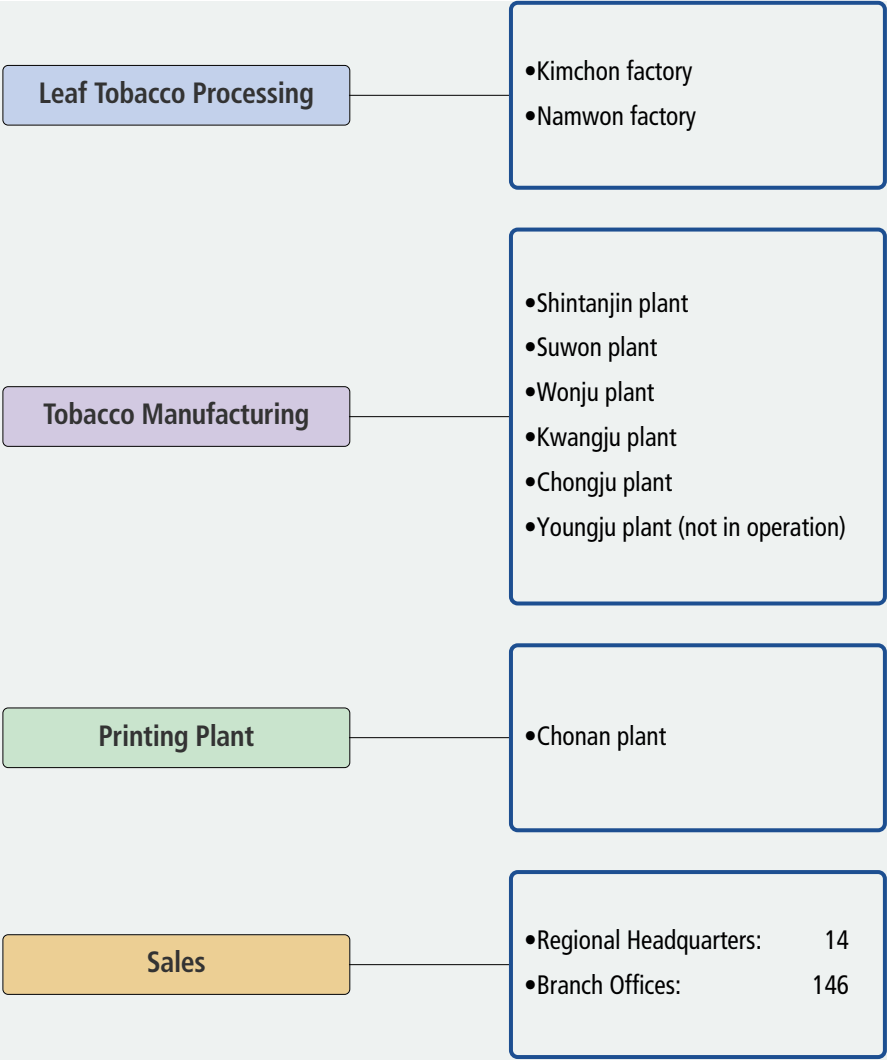 Leaf Tobacco Processing
•Kimchon factory
•Namwon factory
Tobacco Manufacturing
•Shintanjin plant
•Suwon plant
•Wonju plant
•Kwangju plant
•Chongju plant
•Youngju plant (not in operation)
Printing Plant
•Chonan plant
Sales
•Regional Headquarters: 14
•Branch Offices: 146